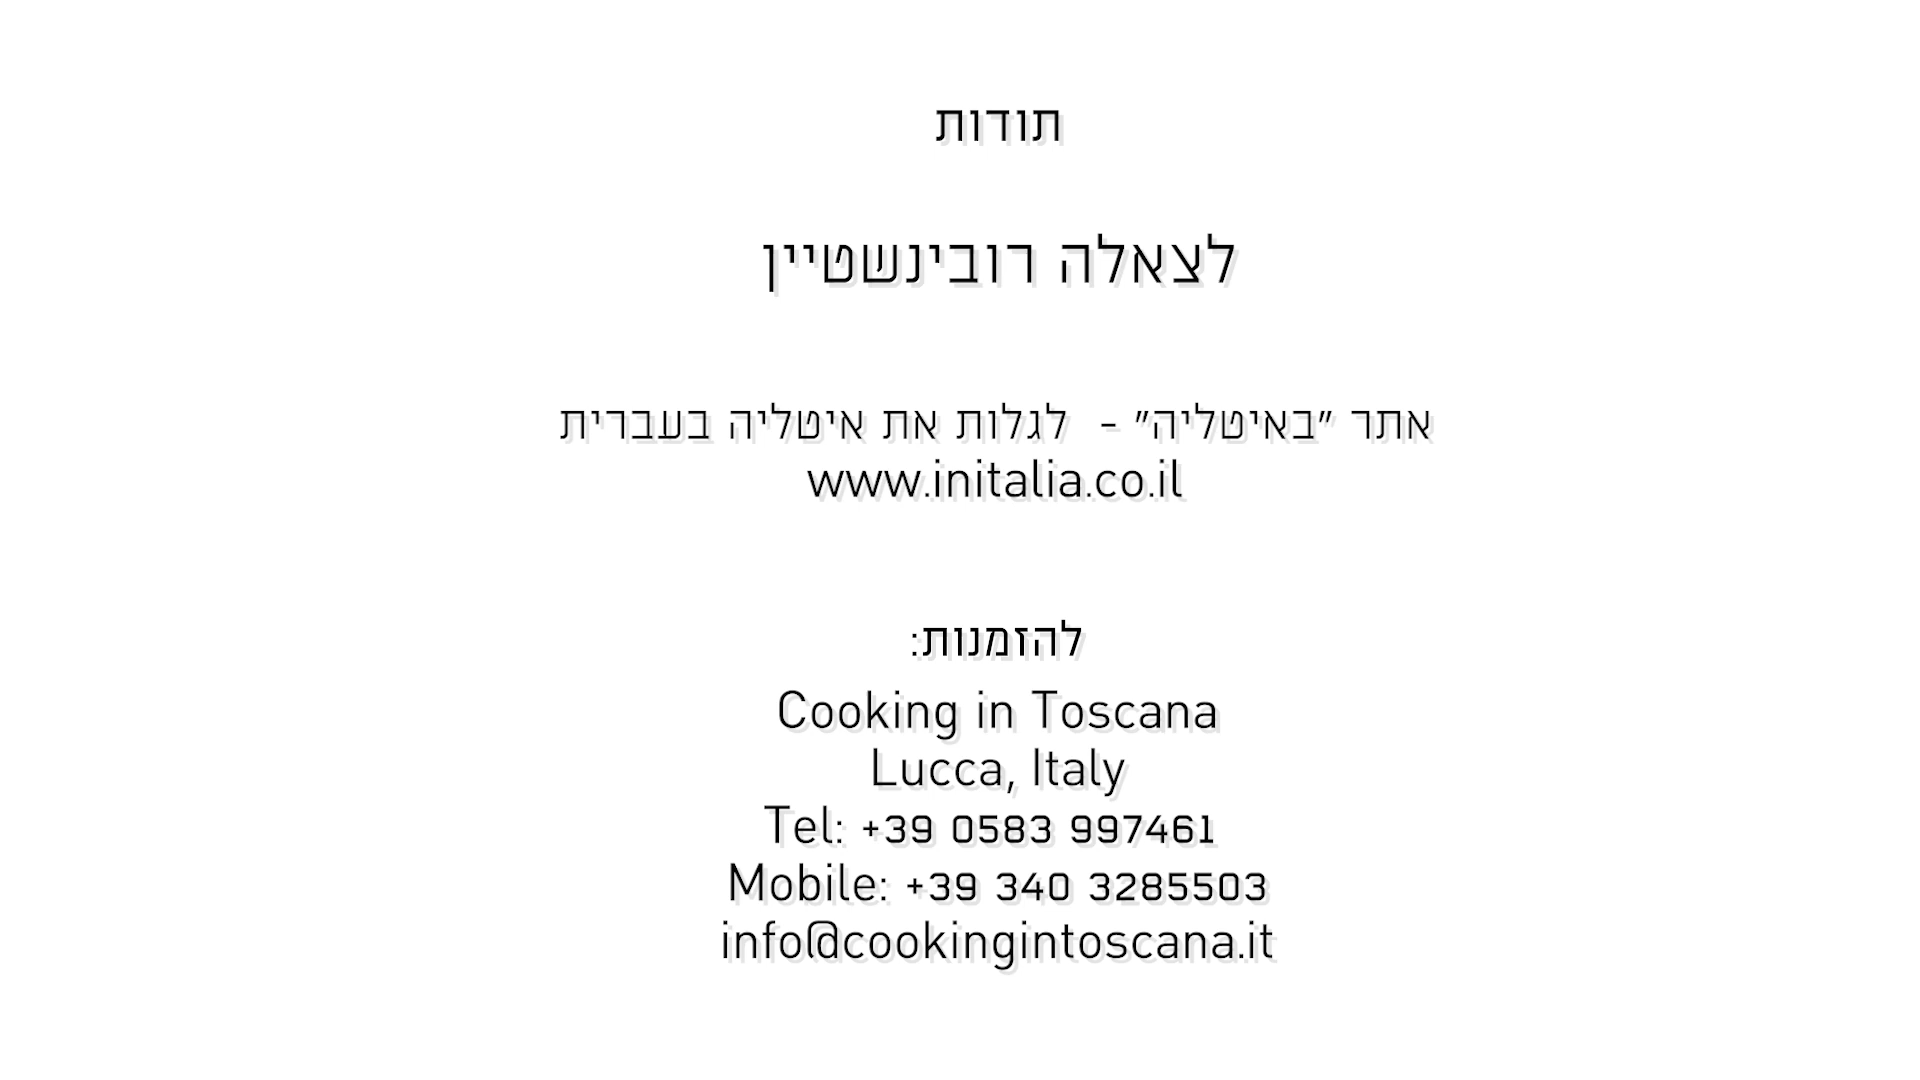 תודות
לצאלה רובינשטיין
אתר "באיטליה" - לגלות את איטליה בעברית
www.initalia.co.il
להזמנות:
Cooking in Toscana
Lucca, Italy
Tel: +39 0583 997461
Mobile: +39 340 3285503
info@cookingintoscana.it